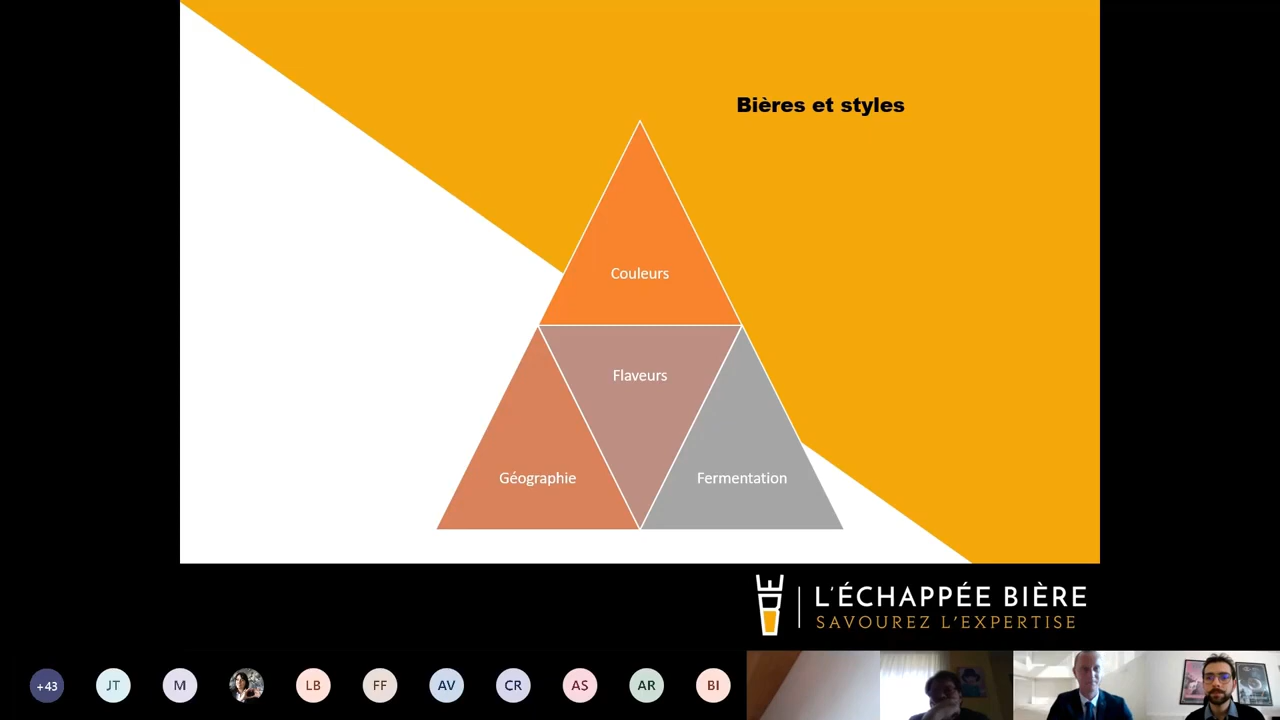 Bières et styles
Couleurs
Flaveurs
Géographie
Fermentation
L'ÉCHAPPÉE BIÈRE
SAVOUREZ L'EXPERTISE
+43
JT
M
LB
FF
AV
CR
AS
AR
BI